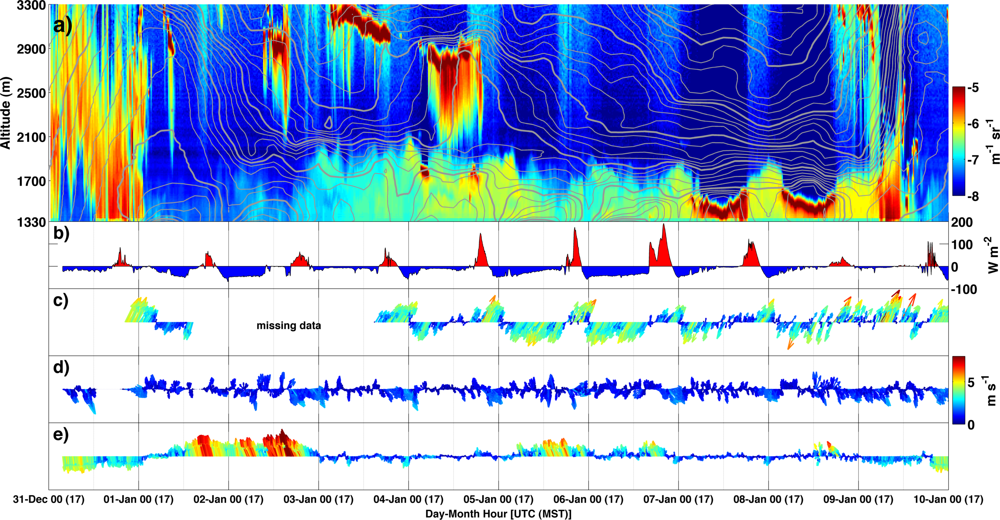 a)
3300
2900
2500
2100
1700
1330
Altitude (m)
-5
-6
-7
-8
m-1 sr-1
b)
200
100
0
-100
W m-2
c)
missing data
d)
5
0
m s-1
e)
31-Dec 00 (17) 01-Jan 00 (17) 02-Jan 00 (17) 03-Jan 00 (17) 04-Jan 00 (17) 05-Jan 00 (17) 06-Jan 00 (17) 07-Jan 00 (17) 08-Jan 00 (17) 09-Jan 00 (17) 10-Jan 00 (17)
Day-Month Hour [UTC (MST)]